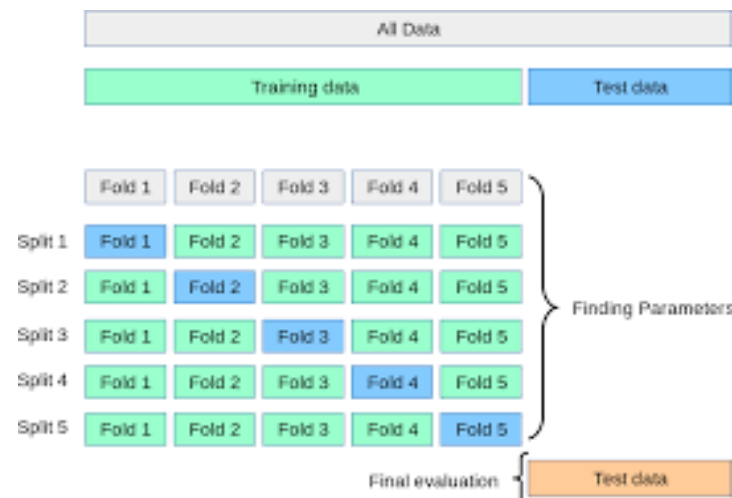 All Data
Training data Test data
Fold 1 Fold 2 Fold 3 Fold 4 Fold 5
Split 1 Fold 1 Fold 2 Fold 3 Fold 4 Fold 5
Split 2 Fold 1 Fold 2 Fold 3 Fold 4 Fold 5
Finding Parameters
Split 3 Fold 1 Fold 2 Fold 3 Fold 4 Fold 5
Split 4 Fold 1 Fold 2 Fold 3 Fold 4 Fold 5
Split 5 Fold 1 Fold 2 Fold 3 Fold 4 Fold 5
Final evaluation Test data